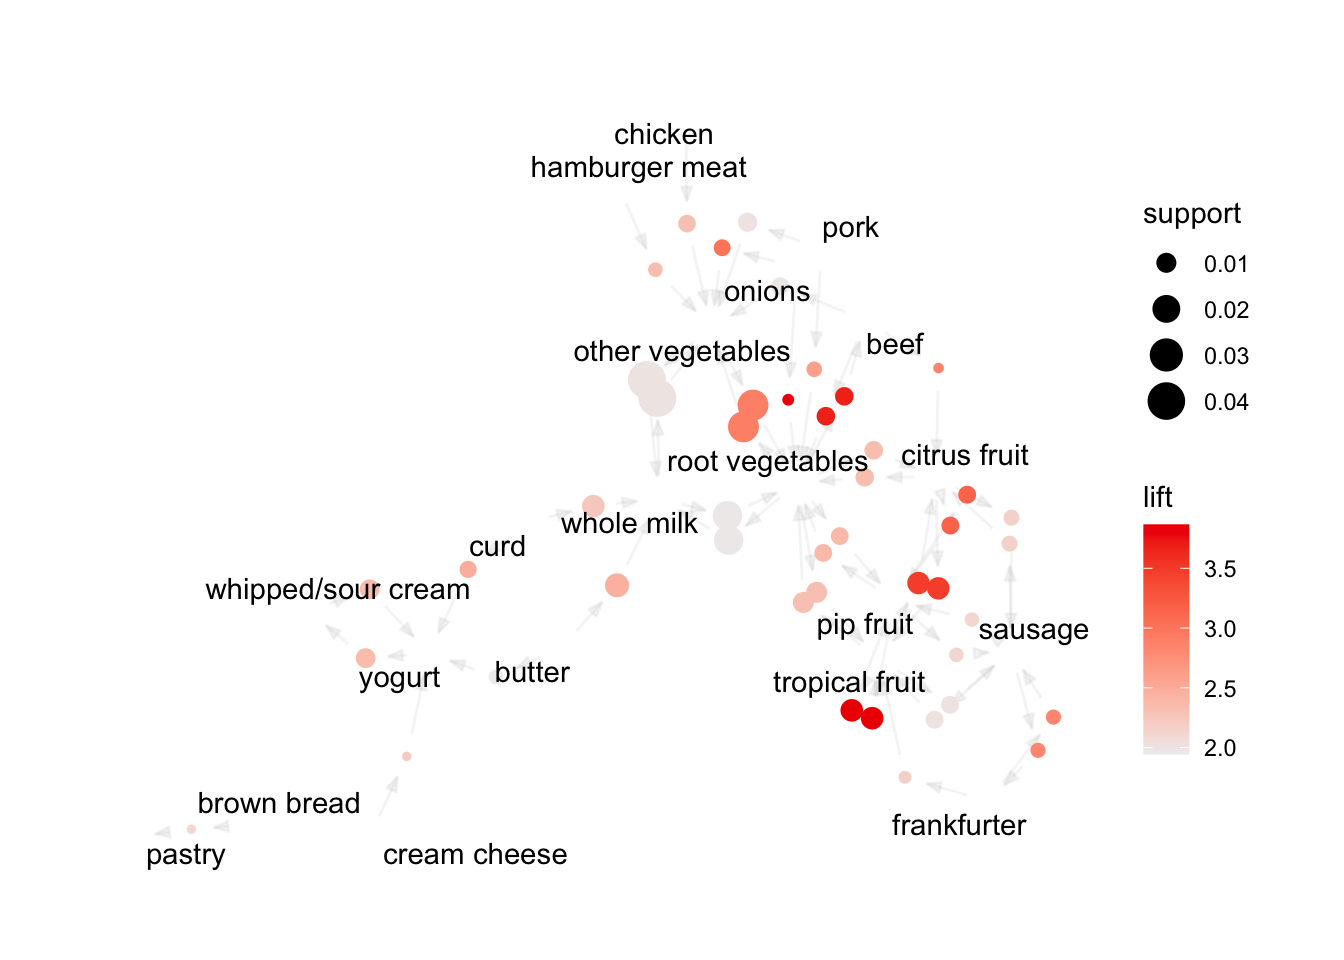 chicken
hamburger meat
pork
onions
other vegetables
beef
root vegetables
citrus fruit
whole milk
curd
whipped/sour cream
pip fruit
sausage
yogurt
butter
tropical fruit
brown bread
frankfurter
pastry
cream cheese
support
0.01
0.02
0.03
0.04
lift
3.5
3.0
2.5
2.0